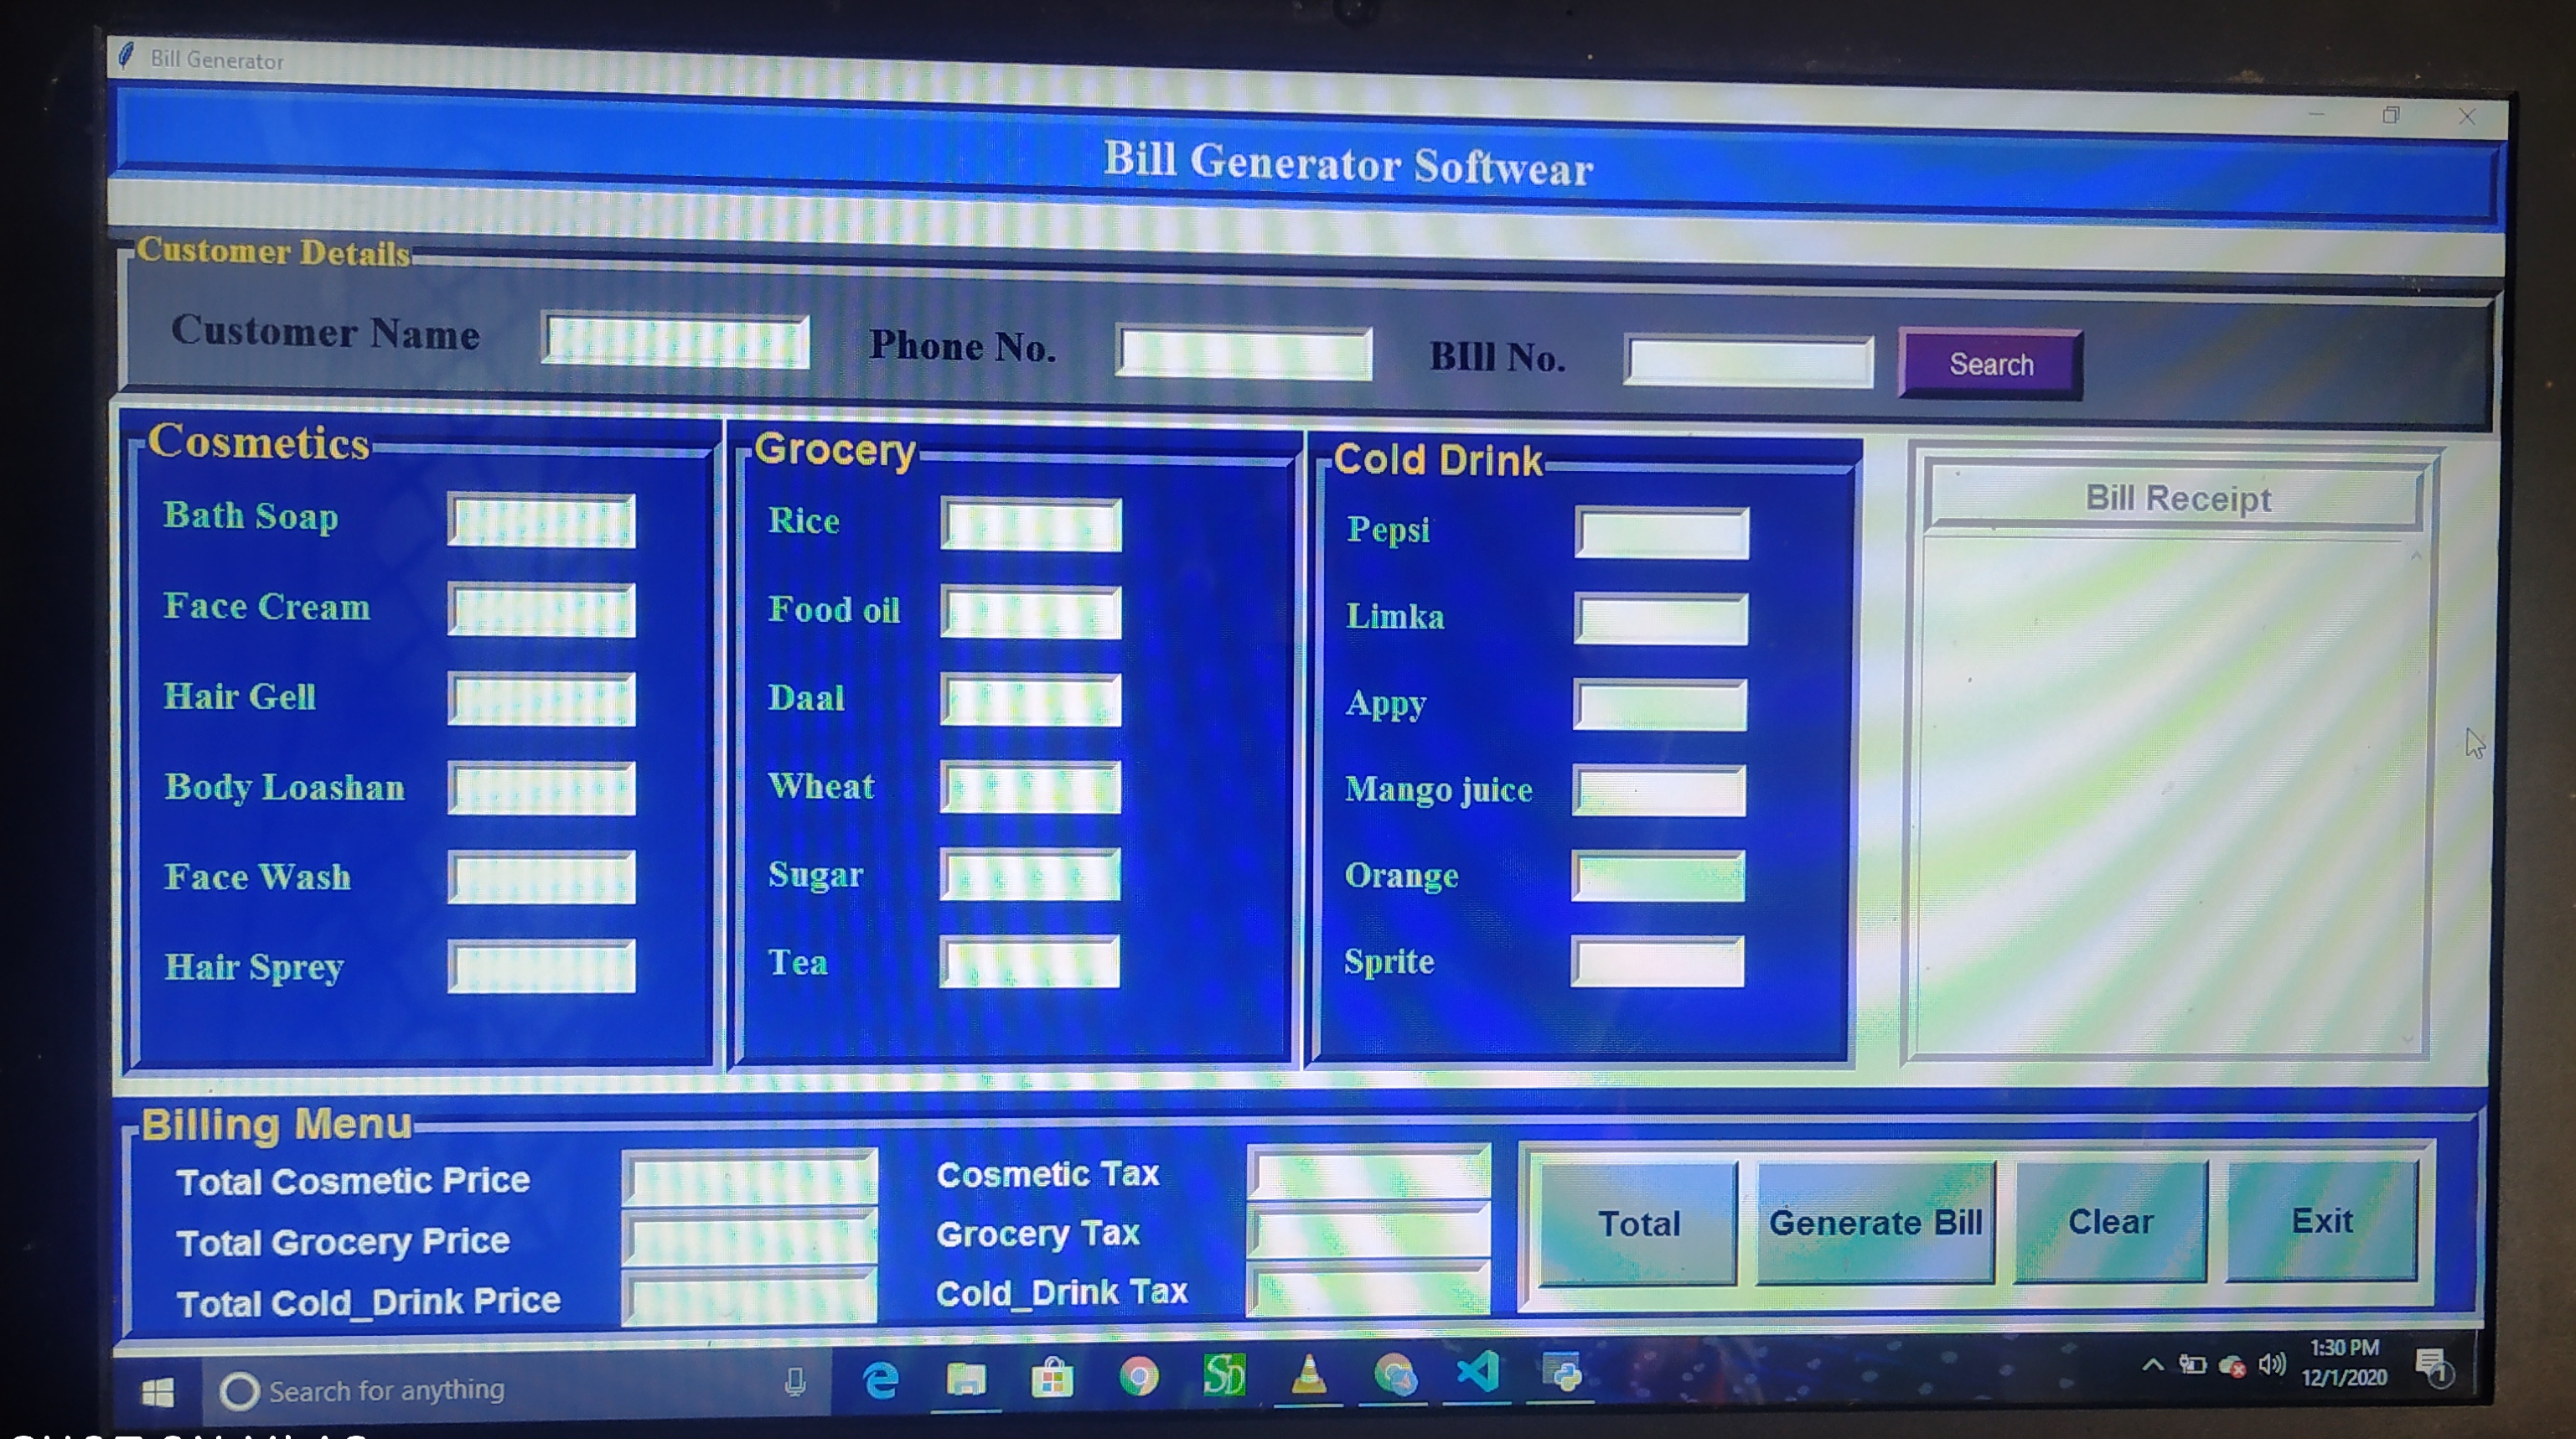 Bill Generator
Bill Generator Softwear
Customer Details
Customer Name Phone No. BIll No. Search
Cosmetics Grocery Cold Drink
Bill Receipt
Bath Soap Rice Pepsi
Face Cream Food oil Limka
Hair Gell Daal Appy
Body Loashan Wheat Mango juice
Face Wash Sugar Orange
Hair Sprey Tea Sprite
Billing Menu
Total Cosmetic Price Cosmetic Tax
Total Grocery Price Grocery Tax
Total Cold_Drink Price Cold_Drink Tax
Total Generate Bill Clear Exit
Search for anything
SD
1:30 PM
12/1/2020
1